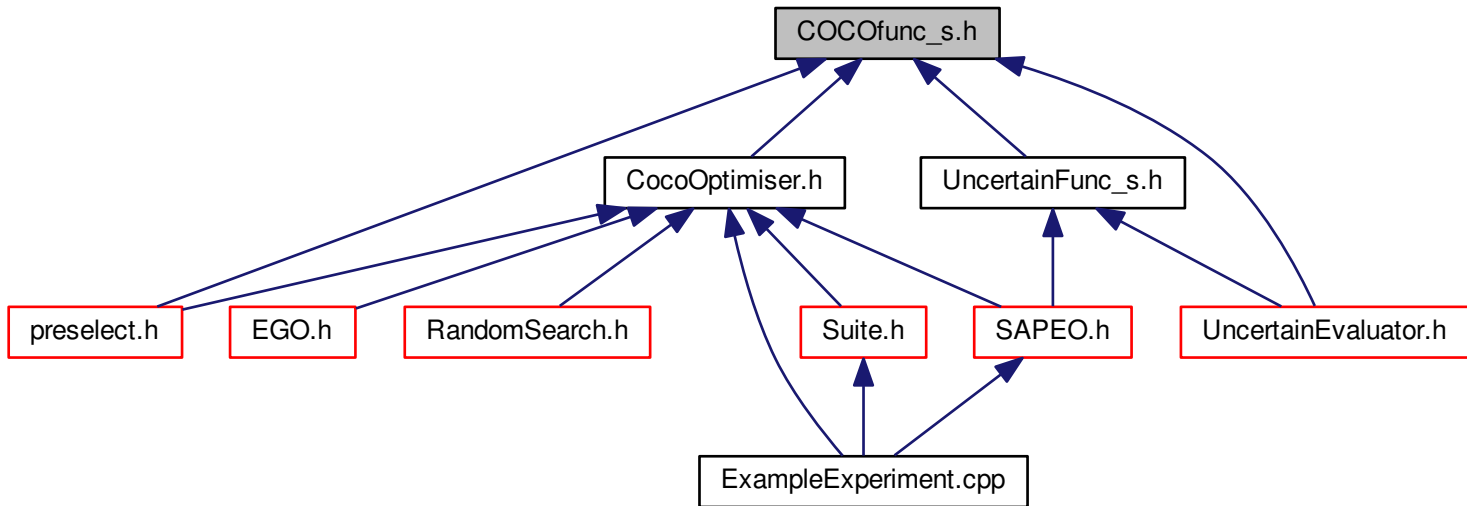 COCOfunc_s.h
CocoOptimiser.h
UncertainFunc_s.h
preselect.h
EGO.h
RandomSearch.h
Suite.h
SAPEO.h
UncertainEvaluator.h
ExampleExperiment.cpp